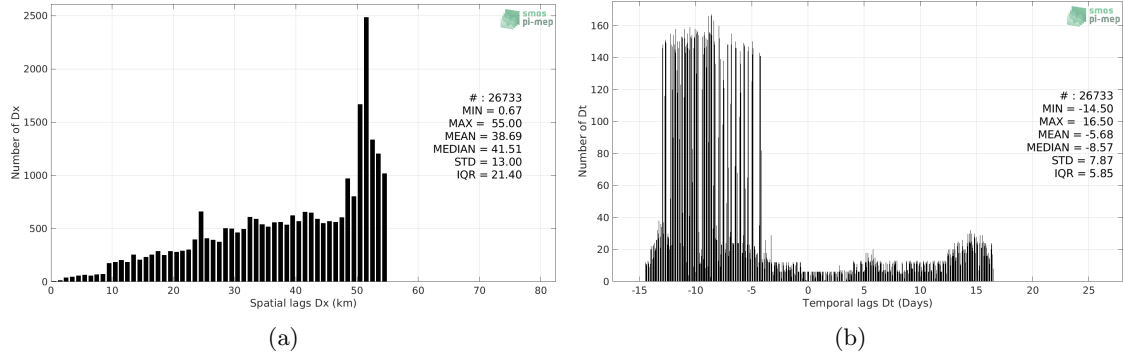 smos
pi-mep
2500
2000
1500
1000
500
0
Number of Dx
# : 26733
MIN = 0.67
MAX = 55.00
MEAN = 38.69
MEDIAN = 41.51
STD = 13.00
IQR = 21.40
0 10 20 30 40 50 60 70 80
Spatial lags Dx (km)
(a)
smos
pi-mep
160
140
120
100
80
60
40
20
0
Number of Dt
# : 26733
MIN = -14.50
MAX = 16.50
MEAN = -5.68
MEDIAN = -8.57
STD = 7.87
IQR = 5.85
-15 -10 -5 0 5 10 15 20 25
Temporal lags Dt (Days)
(b)